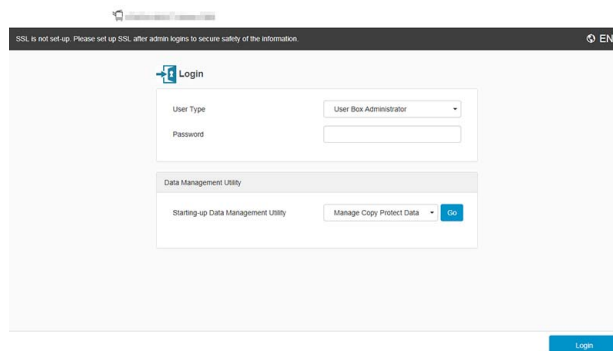 SSL is not set-up. Please set up SSL after admin logins to secure safety of the information.
EN
Login
User Type
User Box Administrator
Password
Data Management Utility
Starting-up Data Management Utility
Manage Copy Protect Data
Go
Login